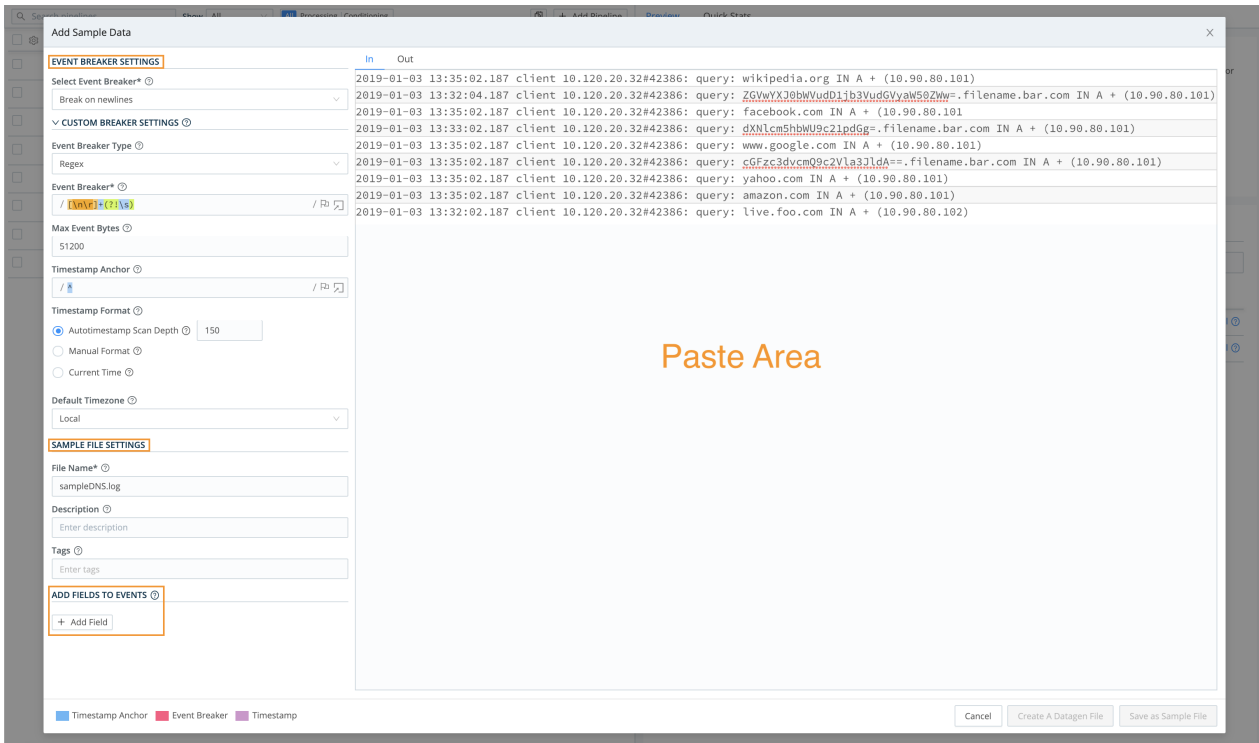 Search pipelines Show All All Processing Conditioning + Add Pipeline Preview Quick Stats
Add Sample Data
EVENT BREAKER SETTINGS
Select Event Breaker*
Break on newlines
CUSTOM BREAKER SETTINGS
Event Breaker Type
Regex
Event Breaker*
/ [\n\r]+(?!\s) /
Max Event Bytes
51200
Timestamp Anchor
/ ^ /
Timestamp Format
Autotimestamp Scan Depth 150
Manual Format
Current Time
Default Timezone
Local
SAMPLE FILE SETTINGS
File Name*
sampleDNS.log
Description
Enter description
Tags
Enter tags
ADD FIELDS TO EVENTS
+ Add Field
In Out
2019-01-03 13:35:02.187 client 10.120.20.32#42386: query: wikipedia.org IN A + (10.90.80.101)
2019-01-03 13:32:04.187 client 10.120.20.32#42386: query: ZGVwYXJ0bWVudD1jb3VudGVyaW50ZWw=.filename.bar.com IN A + (10.90.80.101)
2019-01-03 13:35:02.187 client 10.120.20.32#42386: query: facebook.com IN A + (10.90.80.101
2019-01-03 13:33:02.187 client 10.120.20.32#42386: query: dXNlcm5hbWU9c21pdGg=.filename.bar.com IN A + (10.90.80.101)
2019-01-03 13:35:02.187 client 10.120.20.32#42386: query: www.google.com IN A + (10.90.80.101)
2019-01-03 13:35:02.187 client 10.120.20.32#42386: query: cGFzc3dvcmQ9c2Vla3JldA==.filename.bar.com IN A + (10.90.80.101)
2019-01-03 13:35:02.187 client 10.120.20.32#42386: query: yahoo.com IN A + (10.90.80.101)
2019-01-03 13:35:02.187 client 10.120.20.32#42386: query: amazon.com IN A + (10.90.80.101)
2019-01-03 13:32:02.187 client 10.120.20.32#42386: query: live.foo.com IN A + (10.90.80.102)
Paste Area
or
Timestamp Anchor Event Breaker Timestamp
Cancel Create A Datagen File Save as Sample File